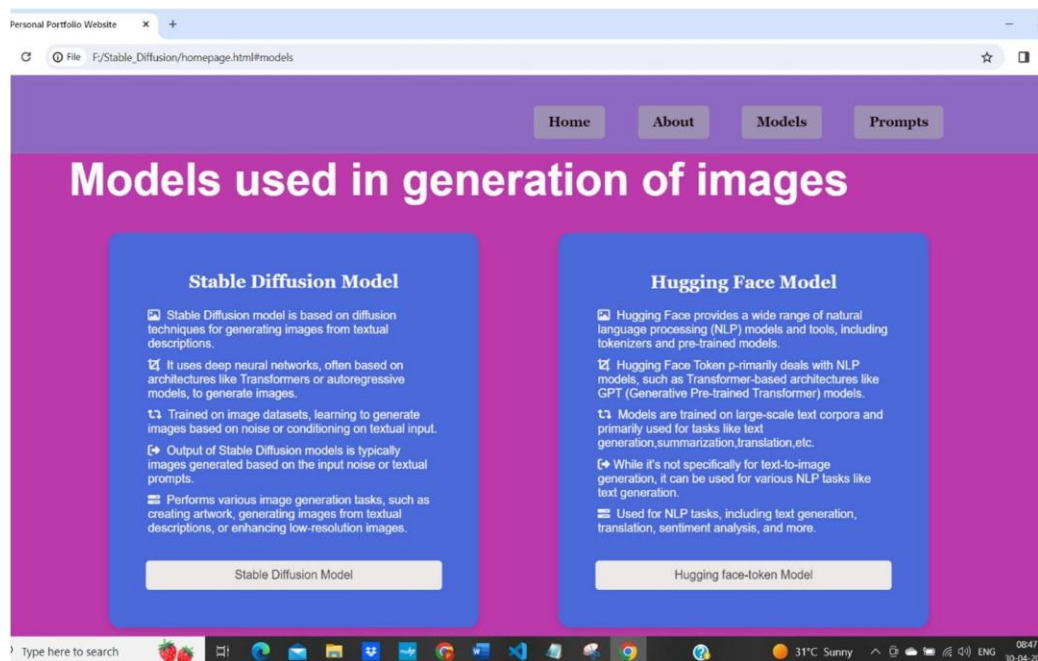 Personal Portfolio Website
File F:/Stable_Diffusion/homepage.html#models
Home About Models Prompts
Models used in generation of images
Stable Diffusion Model
Stable Diffusion model is based on diffusion
techniques for generating images from textual
descriptions.
It uses deep neural networks, often based on
architectures like Transformers or autoregressive
models, to generate images.
Trained on image datasets, learning to generate
images based on noise or conditioning on textual input.
Output of Stable Diffusion models is typically
images generated based on the input noise or textual
prompts.
Performs various image generation tasks, such as
creating artwork, generating images from textual
descriptions, or enhancing low-resolution images.
Stable Diffusion Model
Hugging Face Model
Hugging Face provides a wide range of natural
language processing (NLP) models and tools, including
tokenizers and pre-trained models.
Hugging Face Token p-rimarily deals with NLP
models, such as Transformer-based architectures like
GPT (Generative Pre-trained Transformer) models.
Models are trained on large-scale text corpora and
primarily used for tasks like text
generation,summarization,translation,etc.
While it's not specifically for text-to-image
generation, it can be used for various NLP tasks like
text generation.
Used for NLP tasks, including text generation,
translation, sentiment analysis, and more.
Hugging face-token Model
Type here to search
31°C Sunny
ENG
08:47